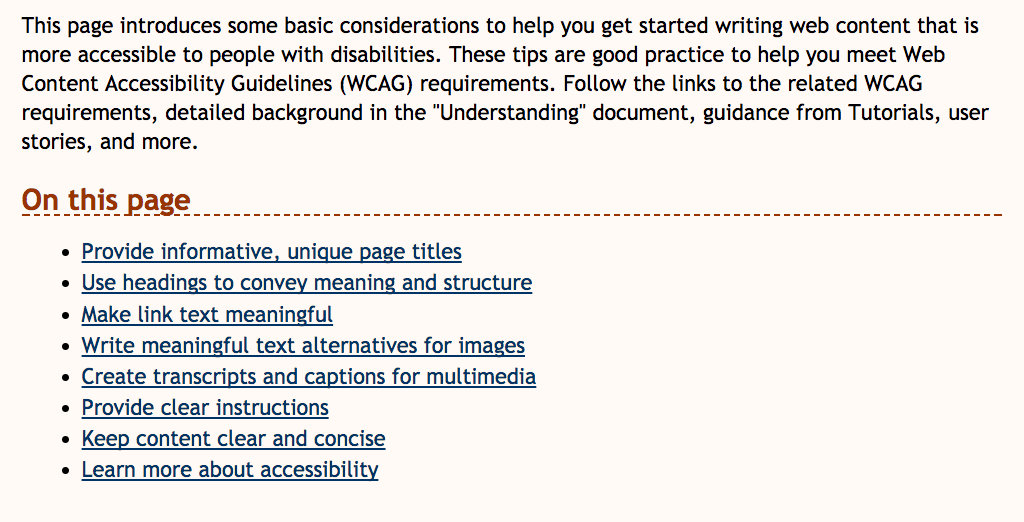 This page introduces some basic considerations to help you get started writing web content that is
more accessible to people with disabilities. These tips are good practice to help you meet Web
Content Accessibility Guidelines (WCAG) requirements. Follow the links to the related WCAG
requirements, detailed background in the "Understanding" document, guidance from Tutorials, user
stories, and more.
On this page
• Provide informative, unique page titles
• Use headings to convey meaning and structure
• Make link text meaningful
• Write meaningful text alternatives for images
• Create transcripts and captions for multimedia
• Provide clear instructions
• Keep content clear and concise
• Learn more about accessibility